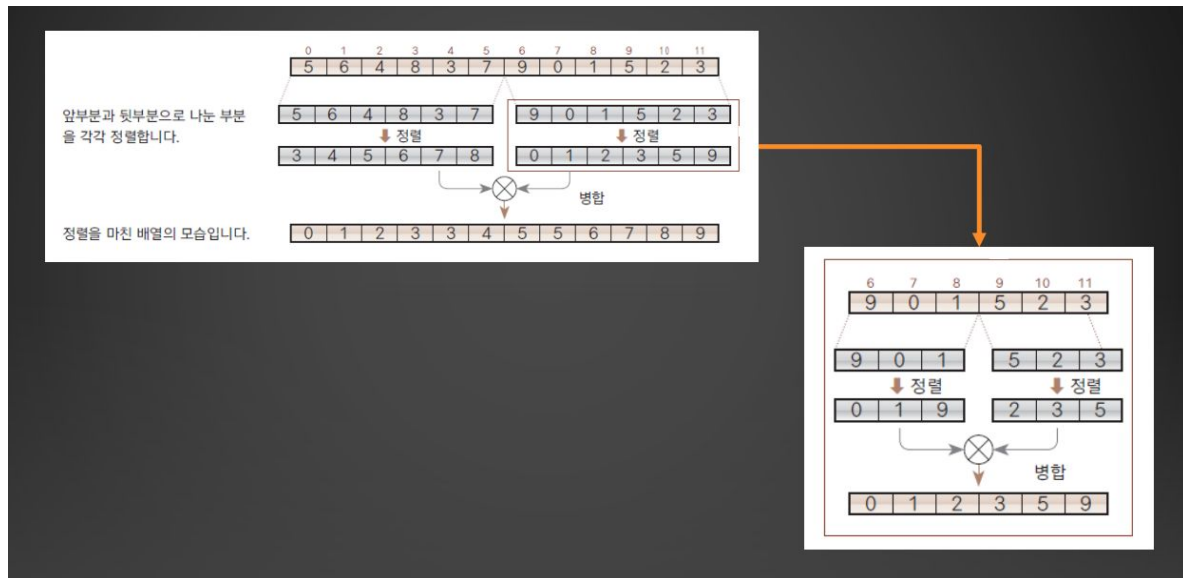 0 1 2 3 4 5 6 7 8 9 10 11
5 6 4 8 3 7 9 0 1 5 2 3
앞부분과 뒷부분으로 나눈 부분
을 각각 정렬합니다.
5 6 4 8 3 7
9 0 1 5 2 3
정렬
정렬
3 4 5 6 7 8
0 1 2 3 5 9
병합
정렬을 마친 배열의 모습입니다.
0 1 2 3 3 4 5 5 6 7 8 9
6 7 8 9 10 11
9 0 1 5 2 3
9 0 1
5 2 3
정렬
정렬
0 1 9
2 3 5
병합
0 1 2 3 5 9